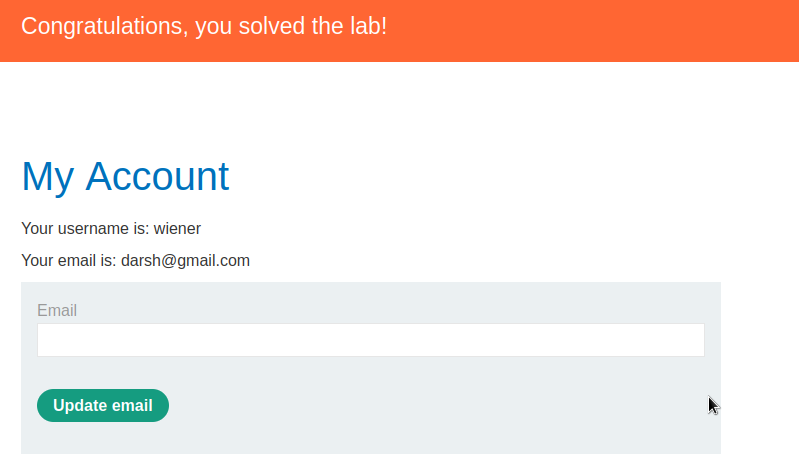 Congratulations, you solved the lab!
My Account
Your username is: wiener
Your email is: darsh@gmail.com
Email
Update email